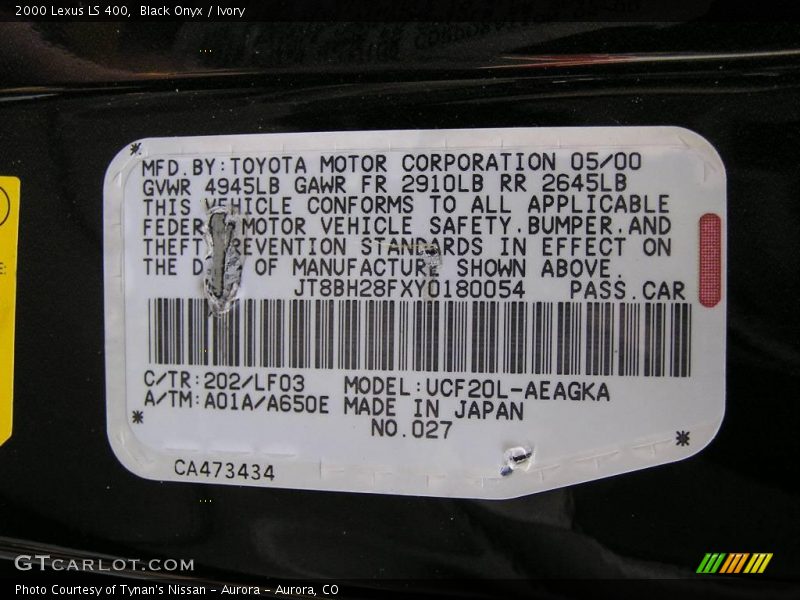 2000 Lexus LS 400, Black Onyx / Ivory
MFD.BY:TOYOTA MOTOR CORPORATION 05/00
GVWR 4945LB GAWR FR 2910LB RR 2645LB
THIS VEHICLE CONFORMS TO ALL APPLICABLE
FEDER MOTOR VEHICLE SAFETY.BUMPER.AND
THEFT REVENTION STANDARDS IN EFFECT ON
THE D OF MANUFACTURE SHOWN ABOVE.
JT8BH28FXY0180054 PASS.CAR
C/TR:202/LF03 MODEL:UCF20L-AEAGKA
A/TM:A01A/A650E MADE IN JAPAN
NO.027
CA473434
GTCARLOT.COM
Photo Courtesy of Tynan's Nissan - Aurora - Aurora, CO